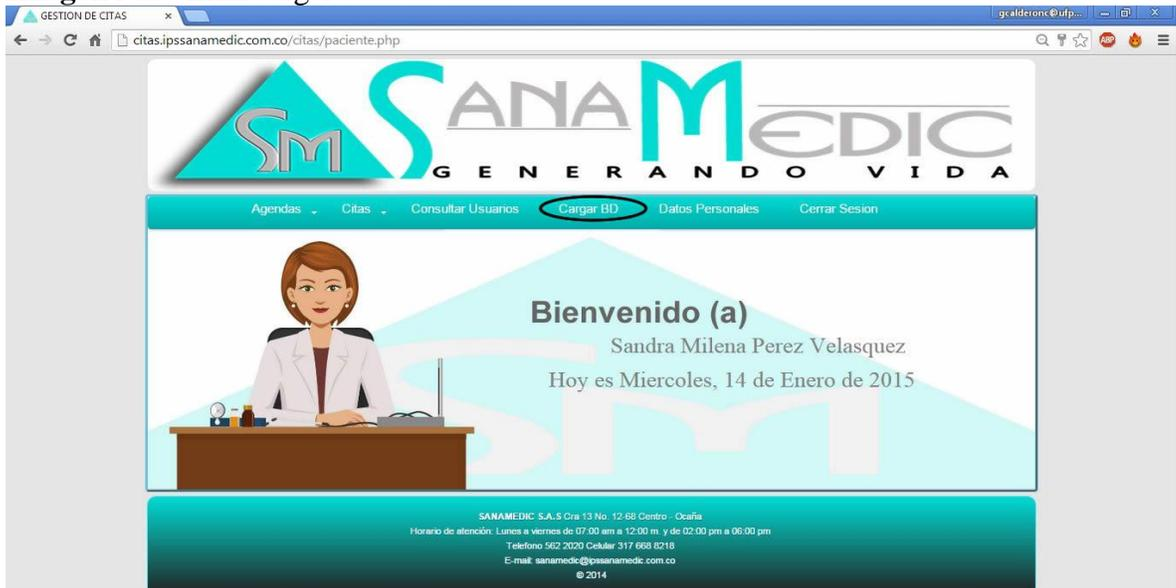 GESTION DE CITAS
gcalderonc@ufp...
citas.ipssanamedic.com.co/citas/paciente.php
ABP
SM SANAMEDIC
GENERANDO VIDA
Agendas Citas Consultar Usuarios Cargar BD Datos Personales Cerrar Sesion
Bienvenido (a)
Sandra Milena Perez Velasquez
Hoy es Miercoles, 14 de Enero de 2015
SANAMEDIC S.A.S Cra 13 No. 12-68 Centro - Ocaña
Horario de atención: Lunes a viernes de 07:00 am a 12:00 m. y de 02:00 pm a 06:00 pm
Telefono 562 2020 Celular 317 668 8218
E-mail: sanamedic@ipssanamedic.com.co
© 2014